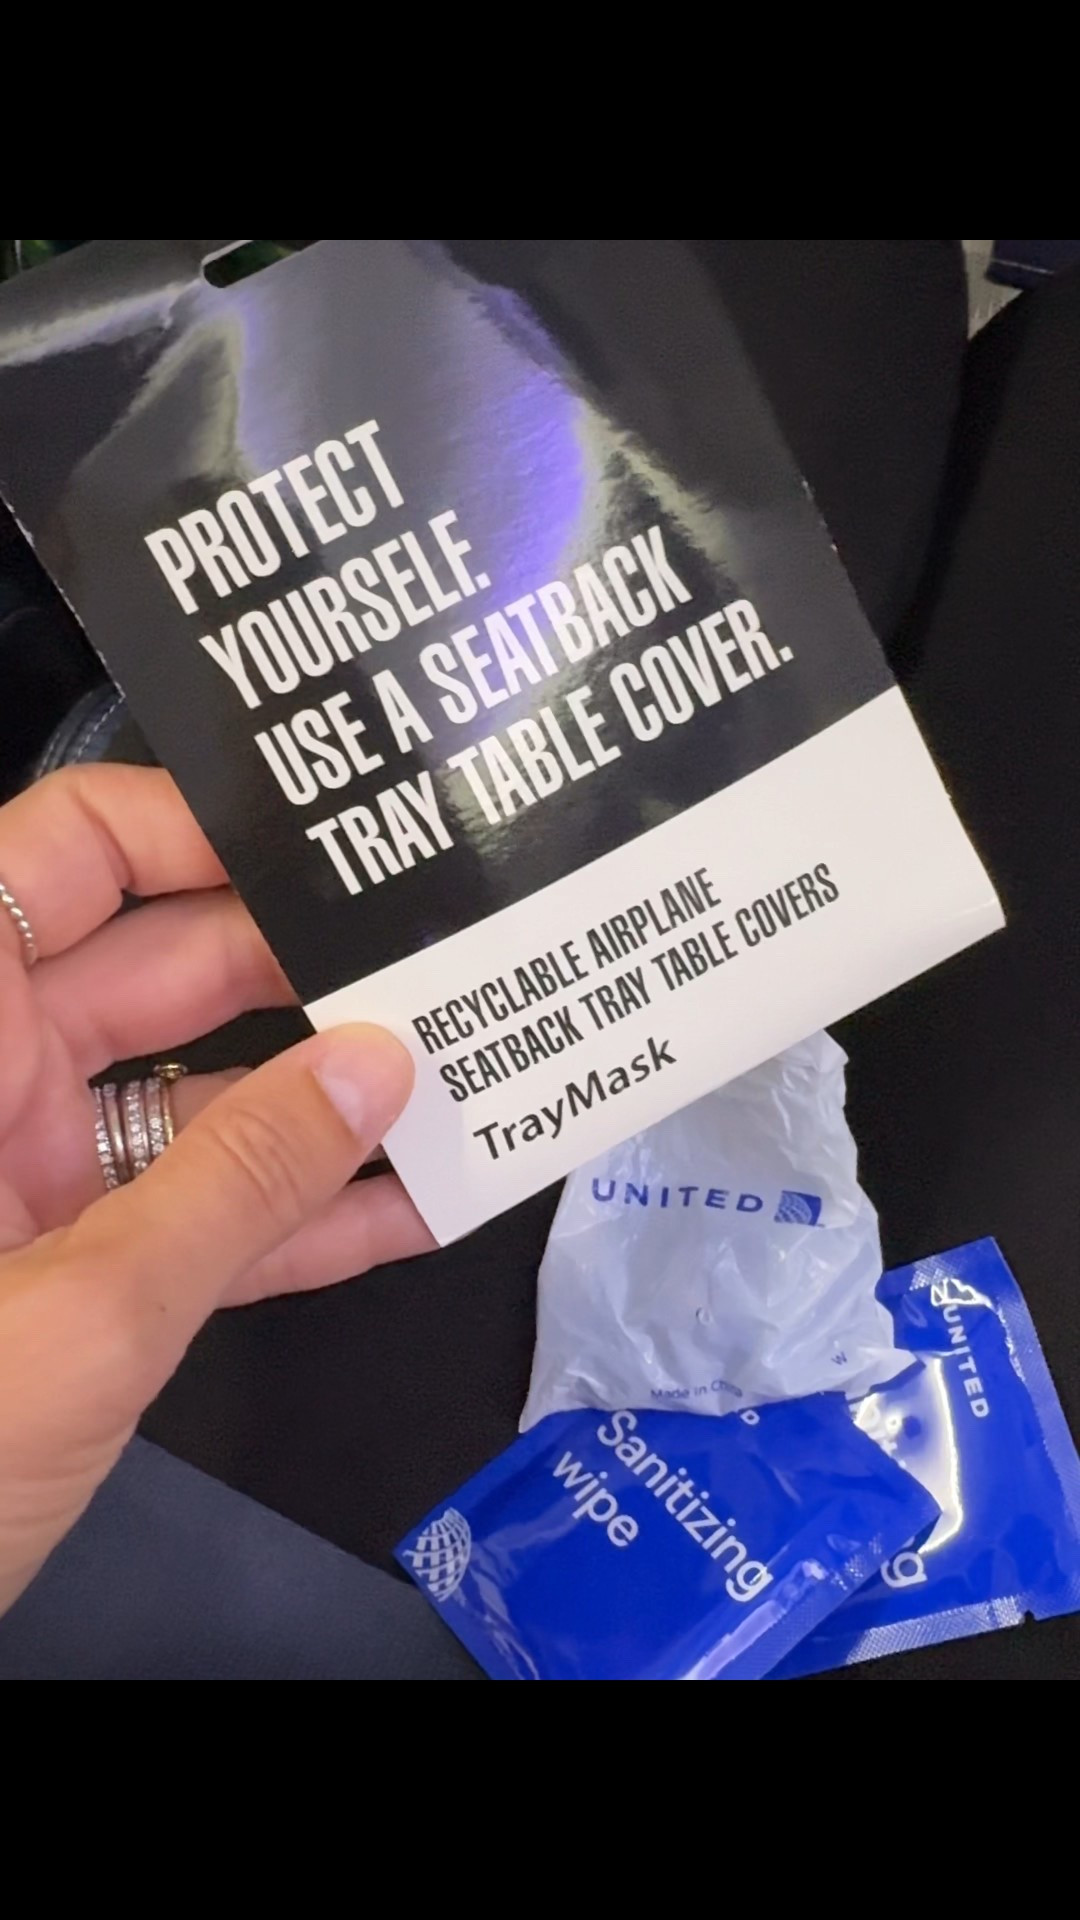 PROTECT
YOURSELF.
USE A SEATBACK
TRAY TABLE COVER.
RECYCLABLE AIRPLANE
SEATBACK TRAY TABLE COVERS
TrayMask
UNITED
Made in China
UNITED
Sanitizing
wipe